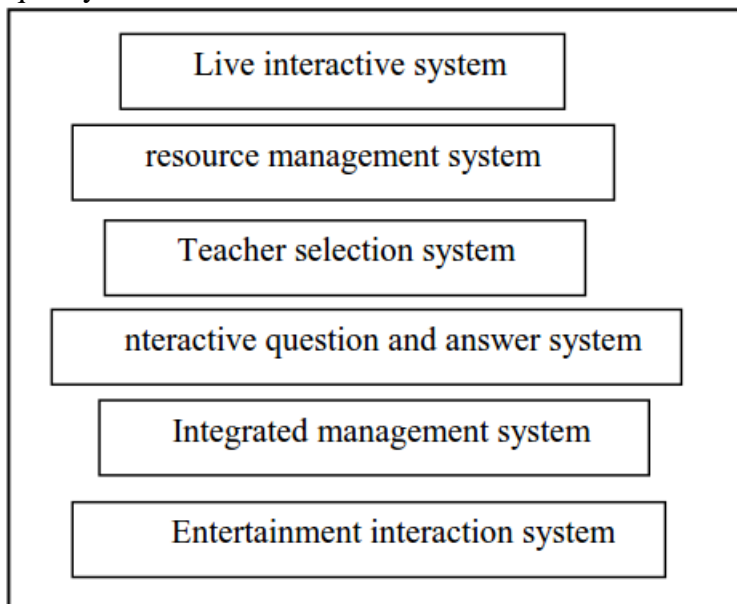 Live interactive system
resource management system
Teacher selection system
nteractive question and answer system
Integrated management system
Entertainment interaction system